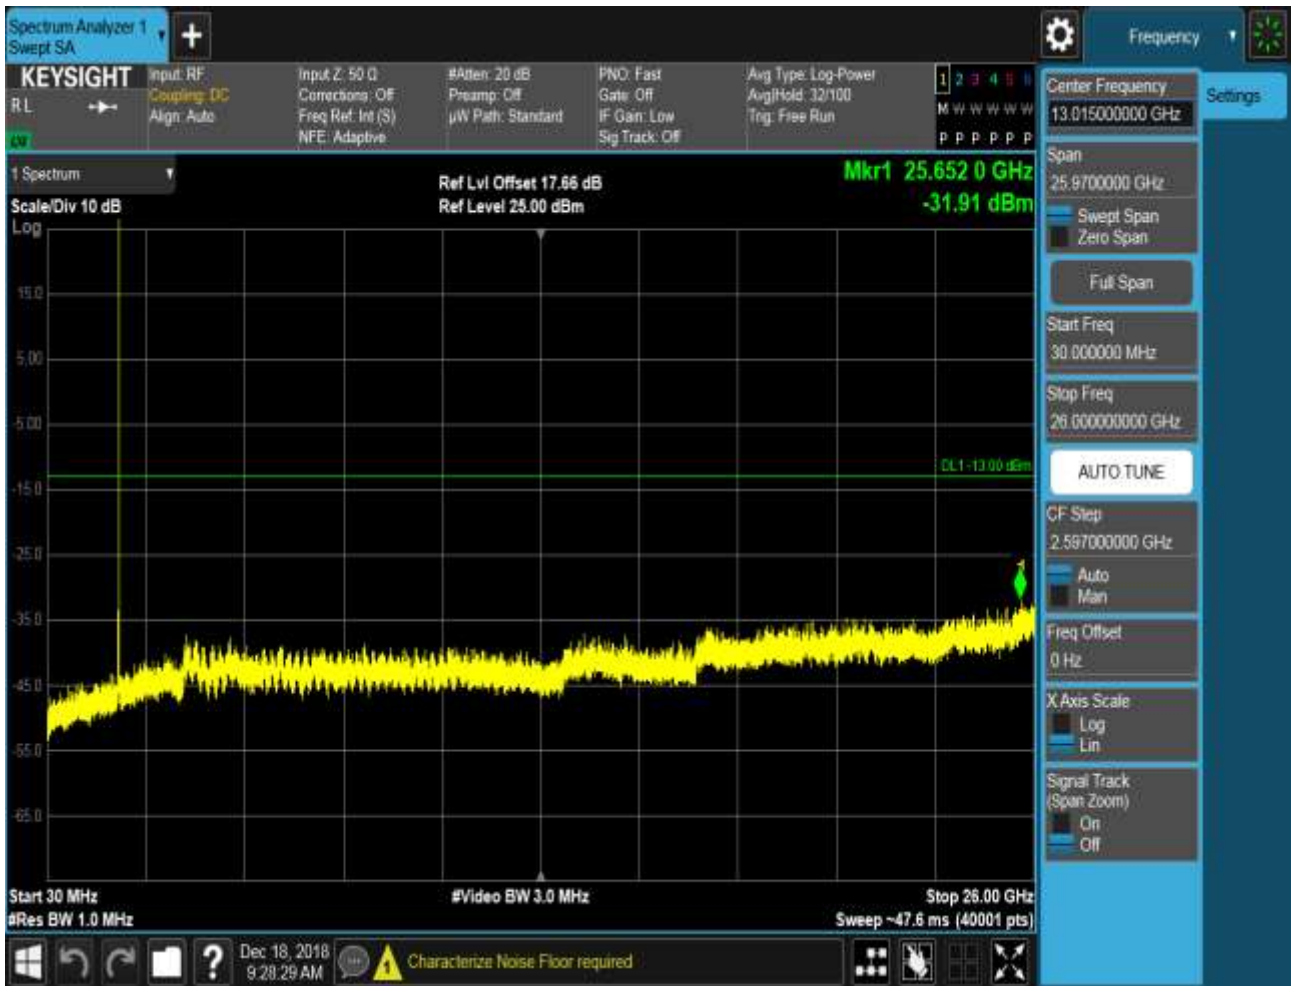 Spectrum Analyzer 1
Swept SA
Frequency
KEYSIGHT
R L
Input: RF
Coupling: DC
Align: Auto
Input Z: 50 Ω
Corrections: Off
Freq Ref: Int (S)
NFE: Adaptive
#Atten: 20 dB
Preamp: Off
µW Path: Standard
PNO: Fast
Gate: Off
IF Gain: Low
Sig Track: Off
Avg Type: Log-Power
Avg|Hold: 32/100
Trig: Free Run
1 2 3 4 5 6
M W W W W W
P P P P P P
1 Spectrum
Scale/Div 10 dB
Log
Ref Lvl Offset 17.66 dB
Ref Level 25.00 dBm
Mkr1 25.652 0 GHz
-31.91 dBm
15.0
5.00
-5.00
-15.0
-25.0
-35.0
-45.0
-55.0
-65.0
DL1 -13.00 dBm
1
Start 30 MHz
#Res BW 1.0 MHz
#Video BW 3.0 MHz
Stop 26.00 GHz
Sweep ~47.6 ms (40001 pts)
Center Frequency
13.015000000 GHz
Settings
Span
25.9700000 GHz
Swept Span
Zero Span
Full Span
Start Freq
30.000000 MHz
Stop Freq
26.000000000 GHz
AUTO TUNE
CF Step
2.597000000 GHz
Auto
Man
Freq Offset
0 Hz
X Axis Scale
Log
Lin
Signal Track
(Span Zoom)
On
Off
?
Dec 18, 2018
9:28:29 AM
1
Characterize Noise Floor required